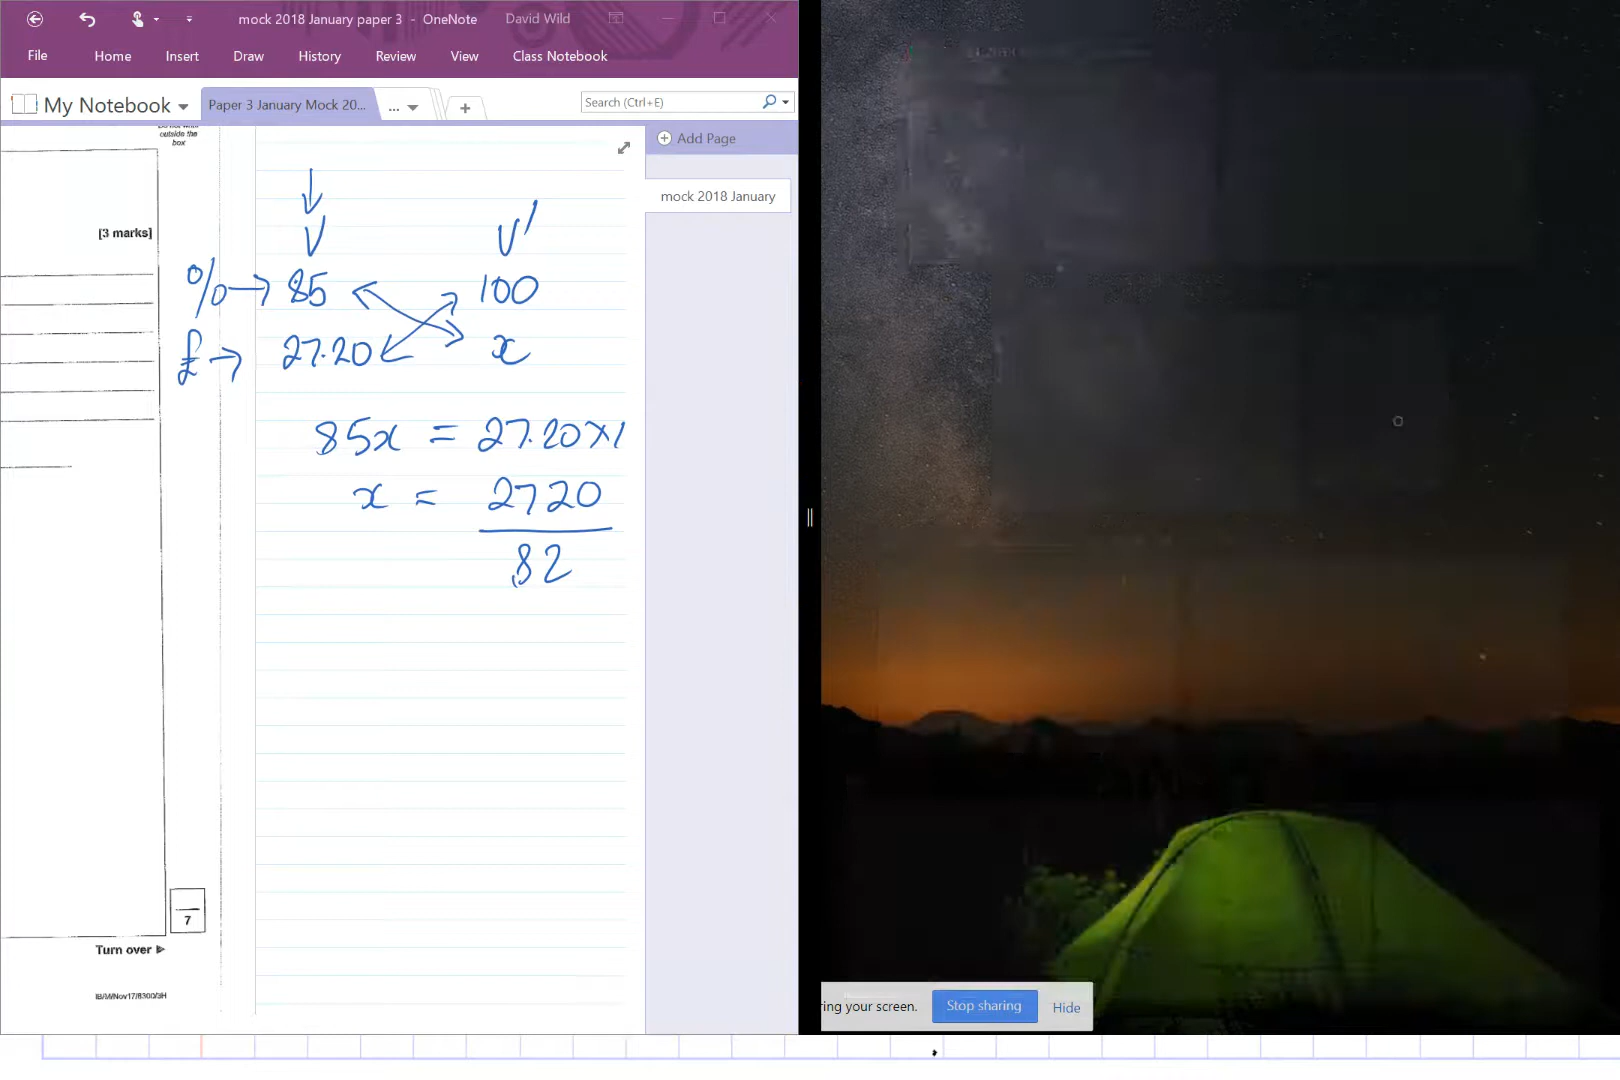 mock 2018 January paper 3 - OneNote
David Wild
File Home Insert Draw History Review View Class Notebook
My Notebook
Paper 3 January Mock 20...
...
Search (Ctrl+E)
Add Page
mock 2018 January
outside the
box
[3 marks]
V V'
% → 85 100
£ → 27.20 x
85x = 27.20×1
x = 2720
82
7
Turn over
IB/M/Nov17/8300/3H
ring your screen.
Stop sharing
Hide